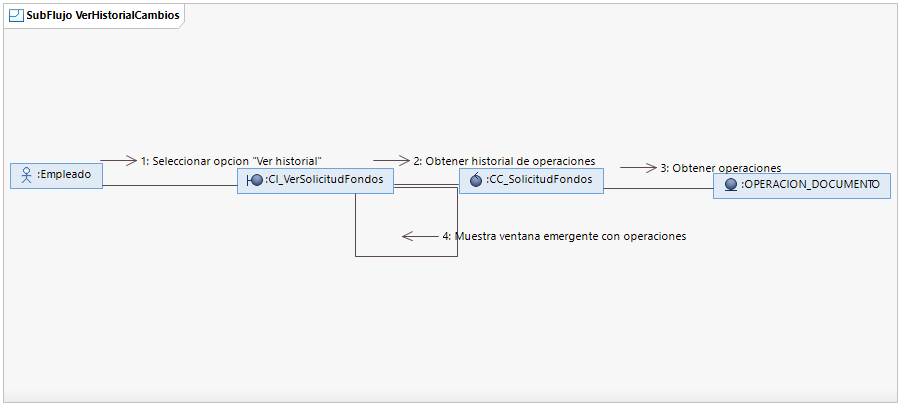 SubFlujo VerHistorialCambios
1: Seleccionar opcion "Ver historial"
2: Obtener historial de operaciones
3: Obtener operaciones
:Empleado
:CI_VerSolicitudFondos
:CC_SolicitudFondos
:OPERACION_DOCUMENTO
4: Muestra ventana emergente con operaciones